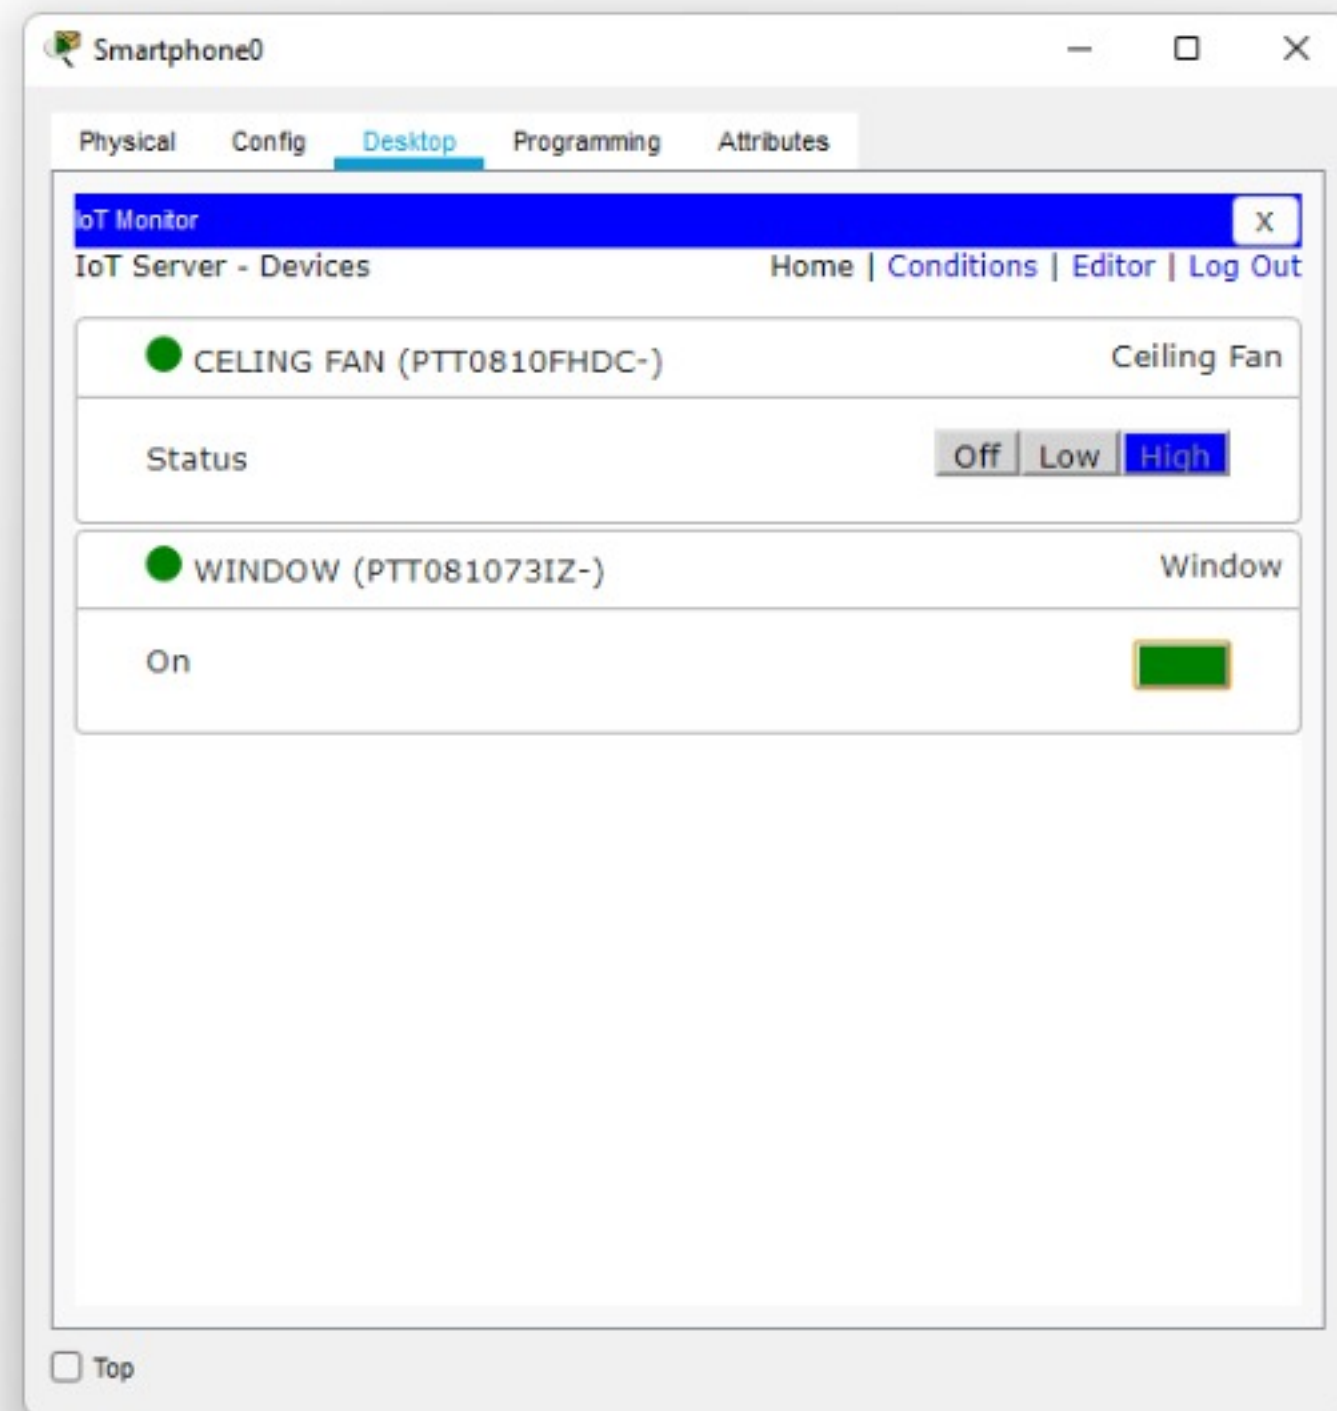 Smartphone0
Physical Config Desktop Programming Attributes
IoT Monitor X
IoT Server - Devices Home | Conditions | Editor | Log Out
CELING FAN (PTT0810FHDC-) Ceiling Fan
Status Off Low High
WINDOW (PTT081073IZ-) Window
On
Top